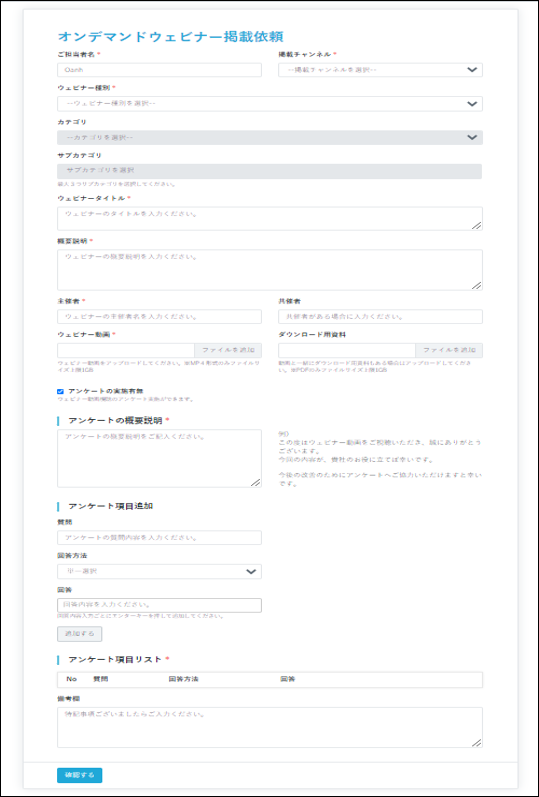 オンデマンドウェビナー掲載依頼
ご担当者名 * 掲載チャンネル *
Oanh --掲載チャンネルを選択--
ウェビナー種別 *
--ウェビナー種別を選択--
カテゴリ
--カテゴリを選択--
サブカテゴリ
サブカテゴリを選択
最大3つサブカテゴリを選択してください。
ウェビナータイトル *
ウェビナーのタイトルを入力ください。
概要説明 *
ウェビナーの概要説明を入力ください。
主催者 * 共催者
ウェビナーの主催者名を入力ください。 共催者がある場合に入力ください。
ウェビナー動画 * ダウンロード用資料
ファイルを追加 ファイルを追加
ウェビナー動画をアップロードしてください。※MP4形式のみファイルサ 動画と一緒にダウンロード用資料もある場合はアップロードしてくださ
イズ上限1GB い。※PDFのみファイルサイズ上限1GB
アンケートの実施有無
ウェビナー動画視聴のアンケート実施ができます。
アンケートの概要説明 *
アンケートの概要説明をご記入ください。 例)
この度はウェビナー動画をご視聴いただき、誠にありがとう
ございます。
今回の内容が、貴社のお役に立てば幸いです。
今後の改善のためにアンケートへご協力いただけますと幸い
です。
アンケート項目追加
質問
アンケートの質問内容を入力ください。
回答方法
単一選択
回答
回答内容を入力ください。
回答内容入力ごとにエンターキーを押して追加してください。
追加する
アンケート項目リスト *
No 質問 回答方法 回答
備考欄
特記事項ございましたらご入力ください。
確認する